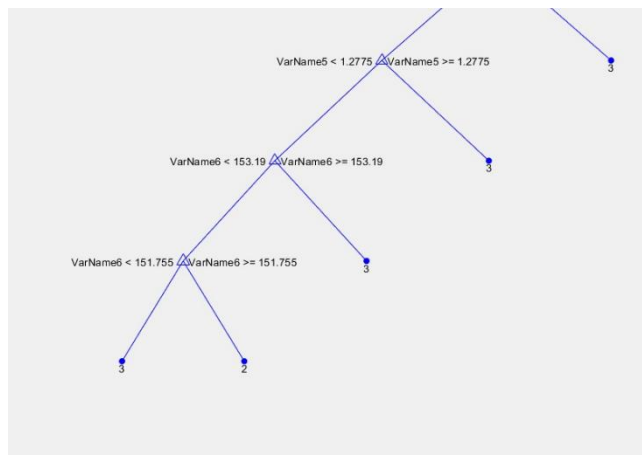 VarName5 < 1.2775 VarName5 >= 1.2775
3
VarName6 < 153.19 VarName6 >= 153.19
3
VarName6 < 151.755 VarName6 >= 151.755
3
3 2